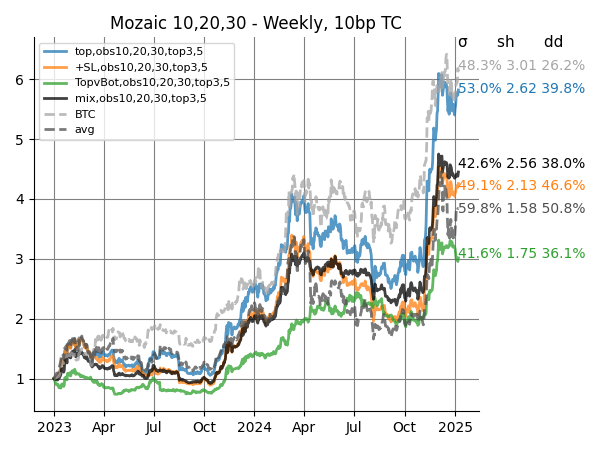 Mozaic 10,20,30 - Weekly, 10bp TC
σ sh dd
top,obs10,20,30,top3,5
+SL,obs10,20,30,top3,5
TopvBot,obs10,20,30,top3,5
mix,obs10,20,30,top3,5
BTC
avg
48.3% 3.01 26.2%
53.0% 2.62 39.8%
42.6% 2.56 38.0%
49.1% 2.13 46.6%
59.8% 1.58 50.8%
41.6% 1.75 36.1%
6
5
4
3
2
1
2023 Apr Jul Oct 2024 Apr Jul Oct 2025